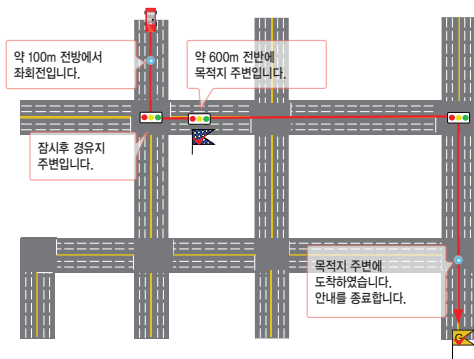 약 100m 전방에서
좌회전입니다.
약 600m 전반에
목적지 주변입니다.
잠시후 경유지
주변입니다.
목적지 주변에
도착하였습니다.
안내를 종료합니다.
G